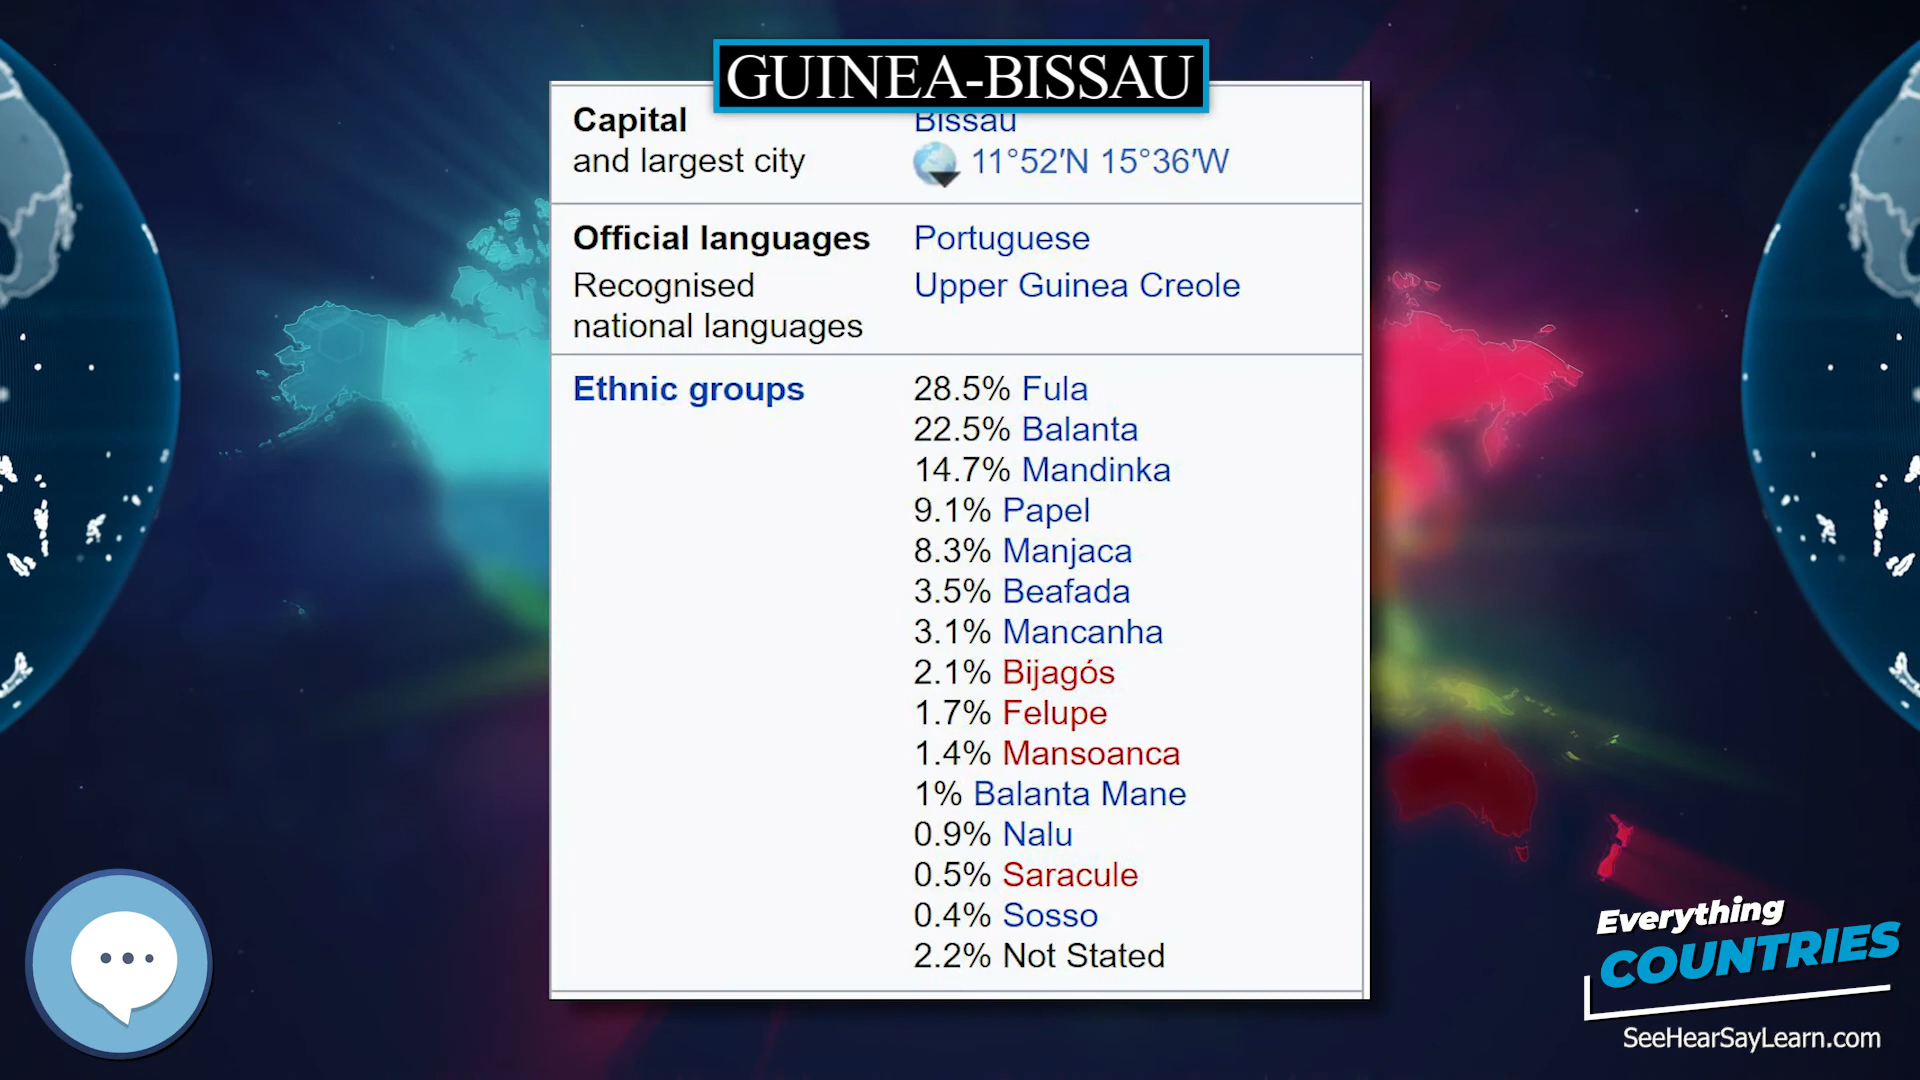 GUINEA-BISSAU
Capital
Bissau
and largest city
11°52′N 15°36′W
Official languages
Portuguese
Recognised
Upper Guinea Creole
national languages
Ethnic groups
28.5% Fula
22.5% Balanta
14.7% Mandinka
9.1% Papel
8.3% Manjaca
3.5% Beafada
3.1% Mancanha
2.1% Bijagós
1.7% Felupe
1.4% Mansoanca
1% Balanta Mane
0.9% Nalu
0.5% Saracule
0.4% Sosso
2.2% Not Stated
Everything
COUNTRIES
SeeHearSayLearn.com